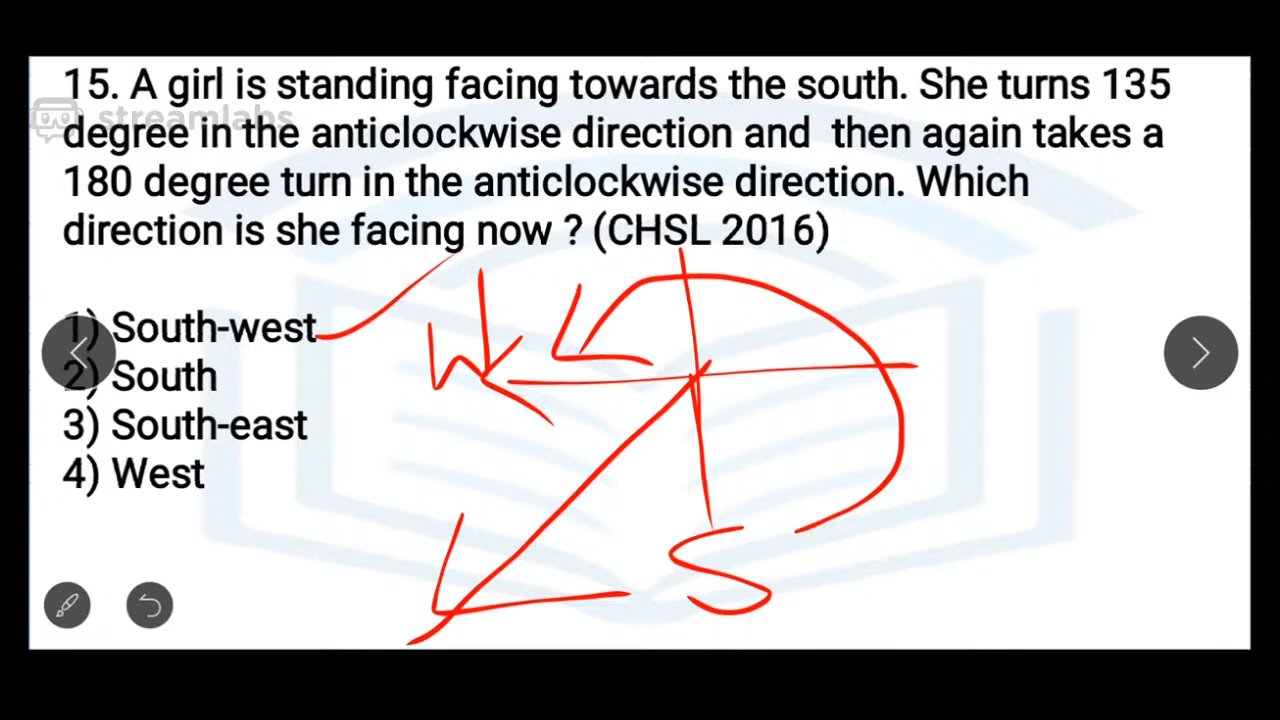 15. A girl is standing facing towards the south. She turns 135
streamlabs
degree in the anticlockwise direction and then again takes a
180 degree turn in the anticlockwise direction. Which
direction is she facing now ? (CHSL 2016)
1) South-west
2) South
3) South-east
4) West
W
S